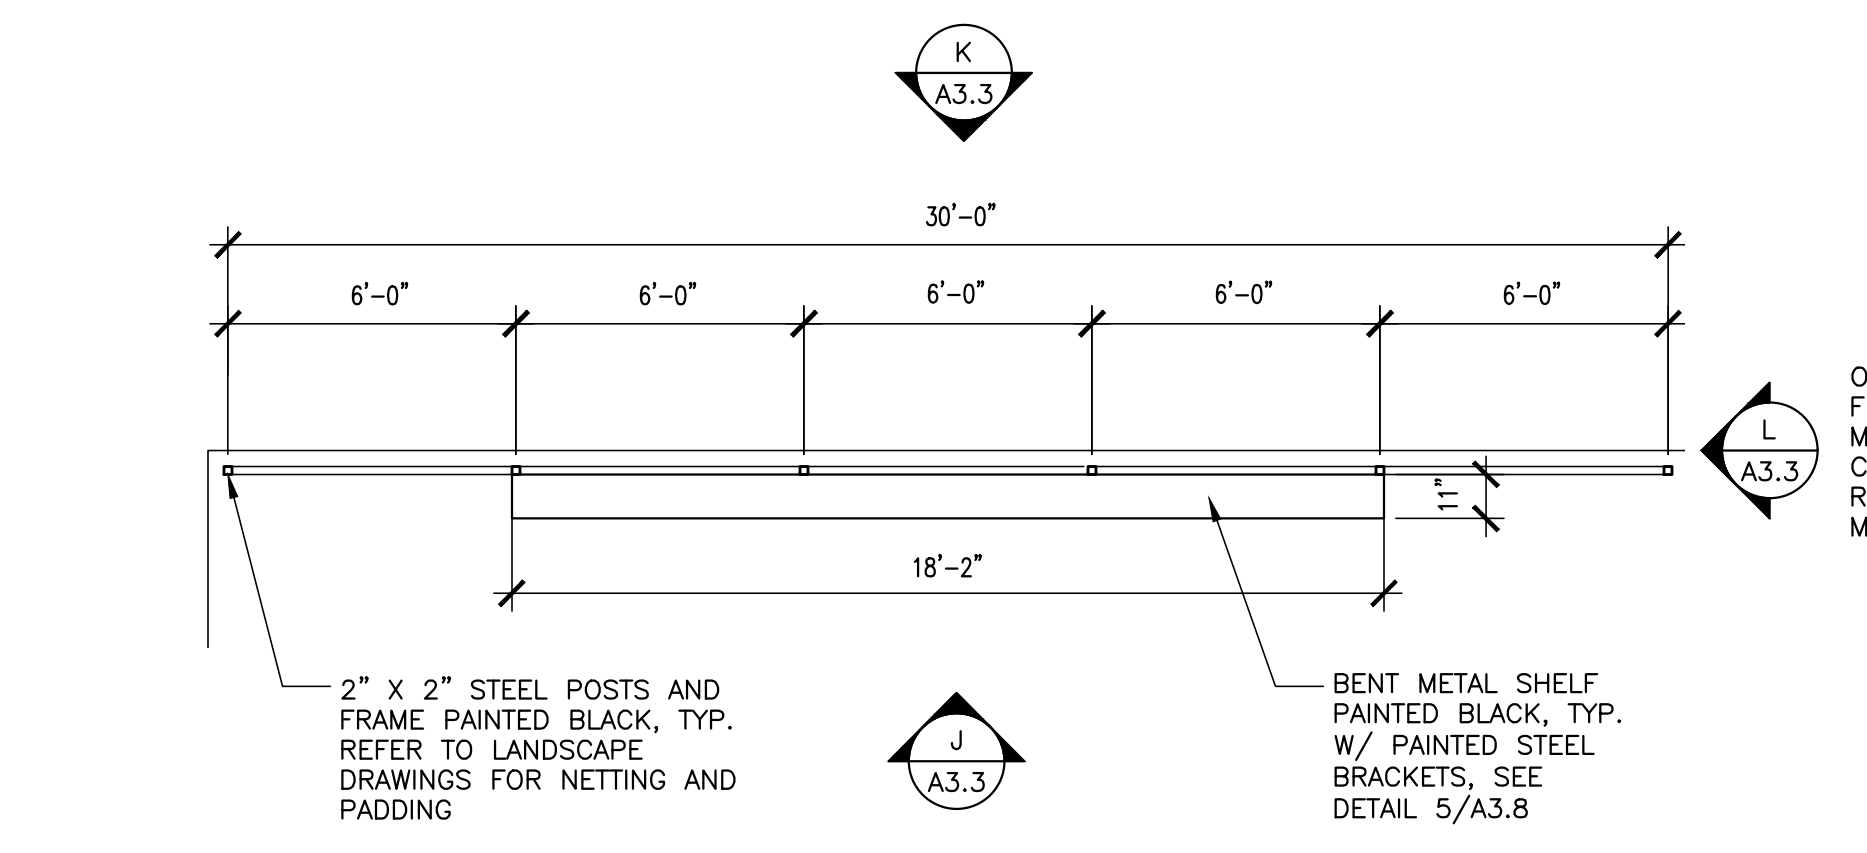 K
A3.3
30'-0"
6'-0"
6'-0"
6'-0"
6'-0"
6'-0"
L
A3.3
11"
18'-2"
2" X 2" STEEL POSTS AND
FRAME PAINTED BLACK, TYP.
REFER TO LANDSCAPE
DRAWINGS FOR NETTING AND
PADDING
J
A3.3
BENT METAL SHELF
PAINTED BLACK, TYP.
W/ PAINTED STEEL
BRACKETS, SEE
DETAIL 5/A3.8
O
F
M
C
R
M